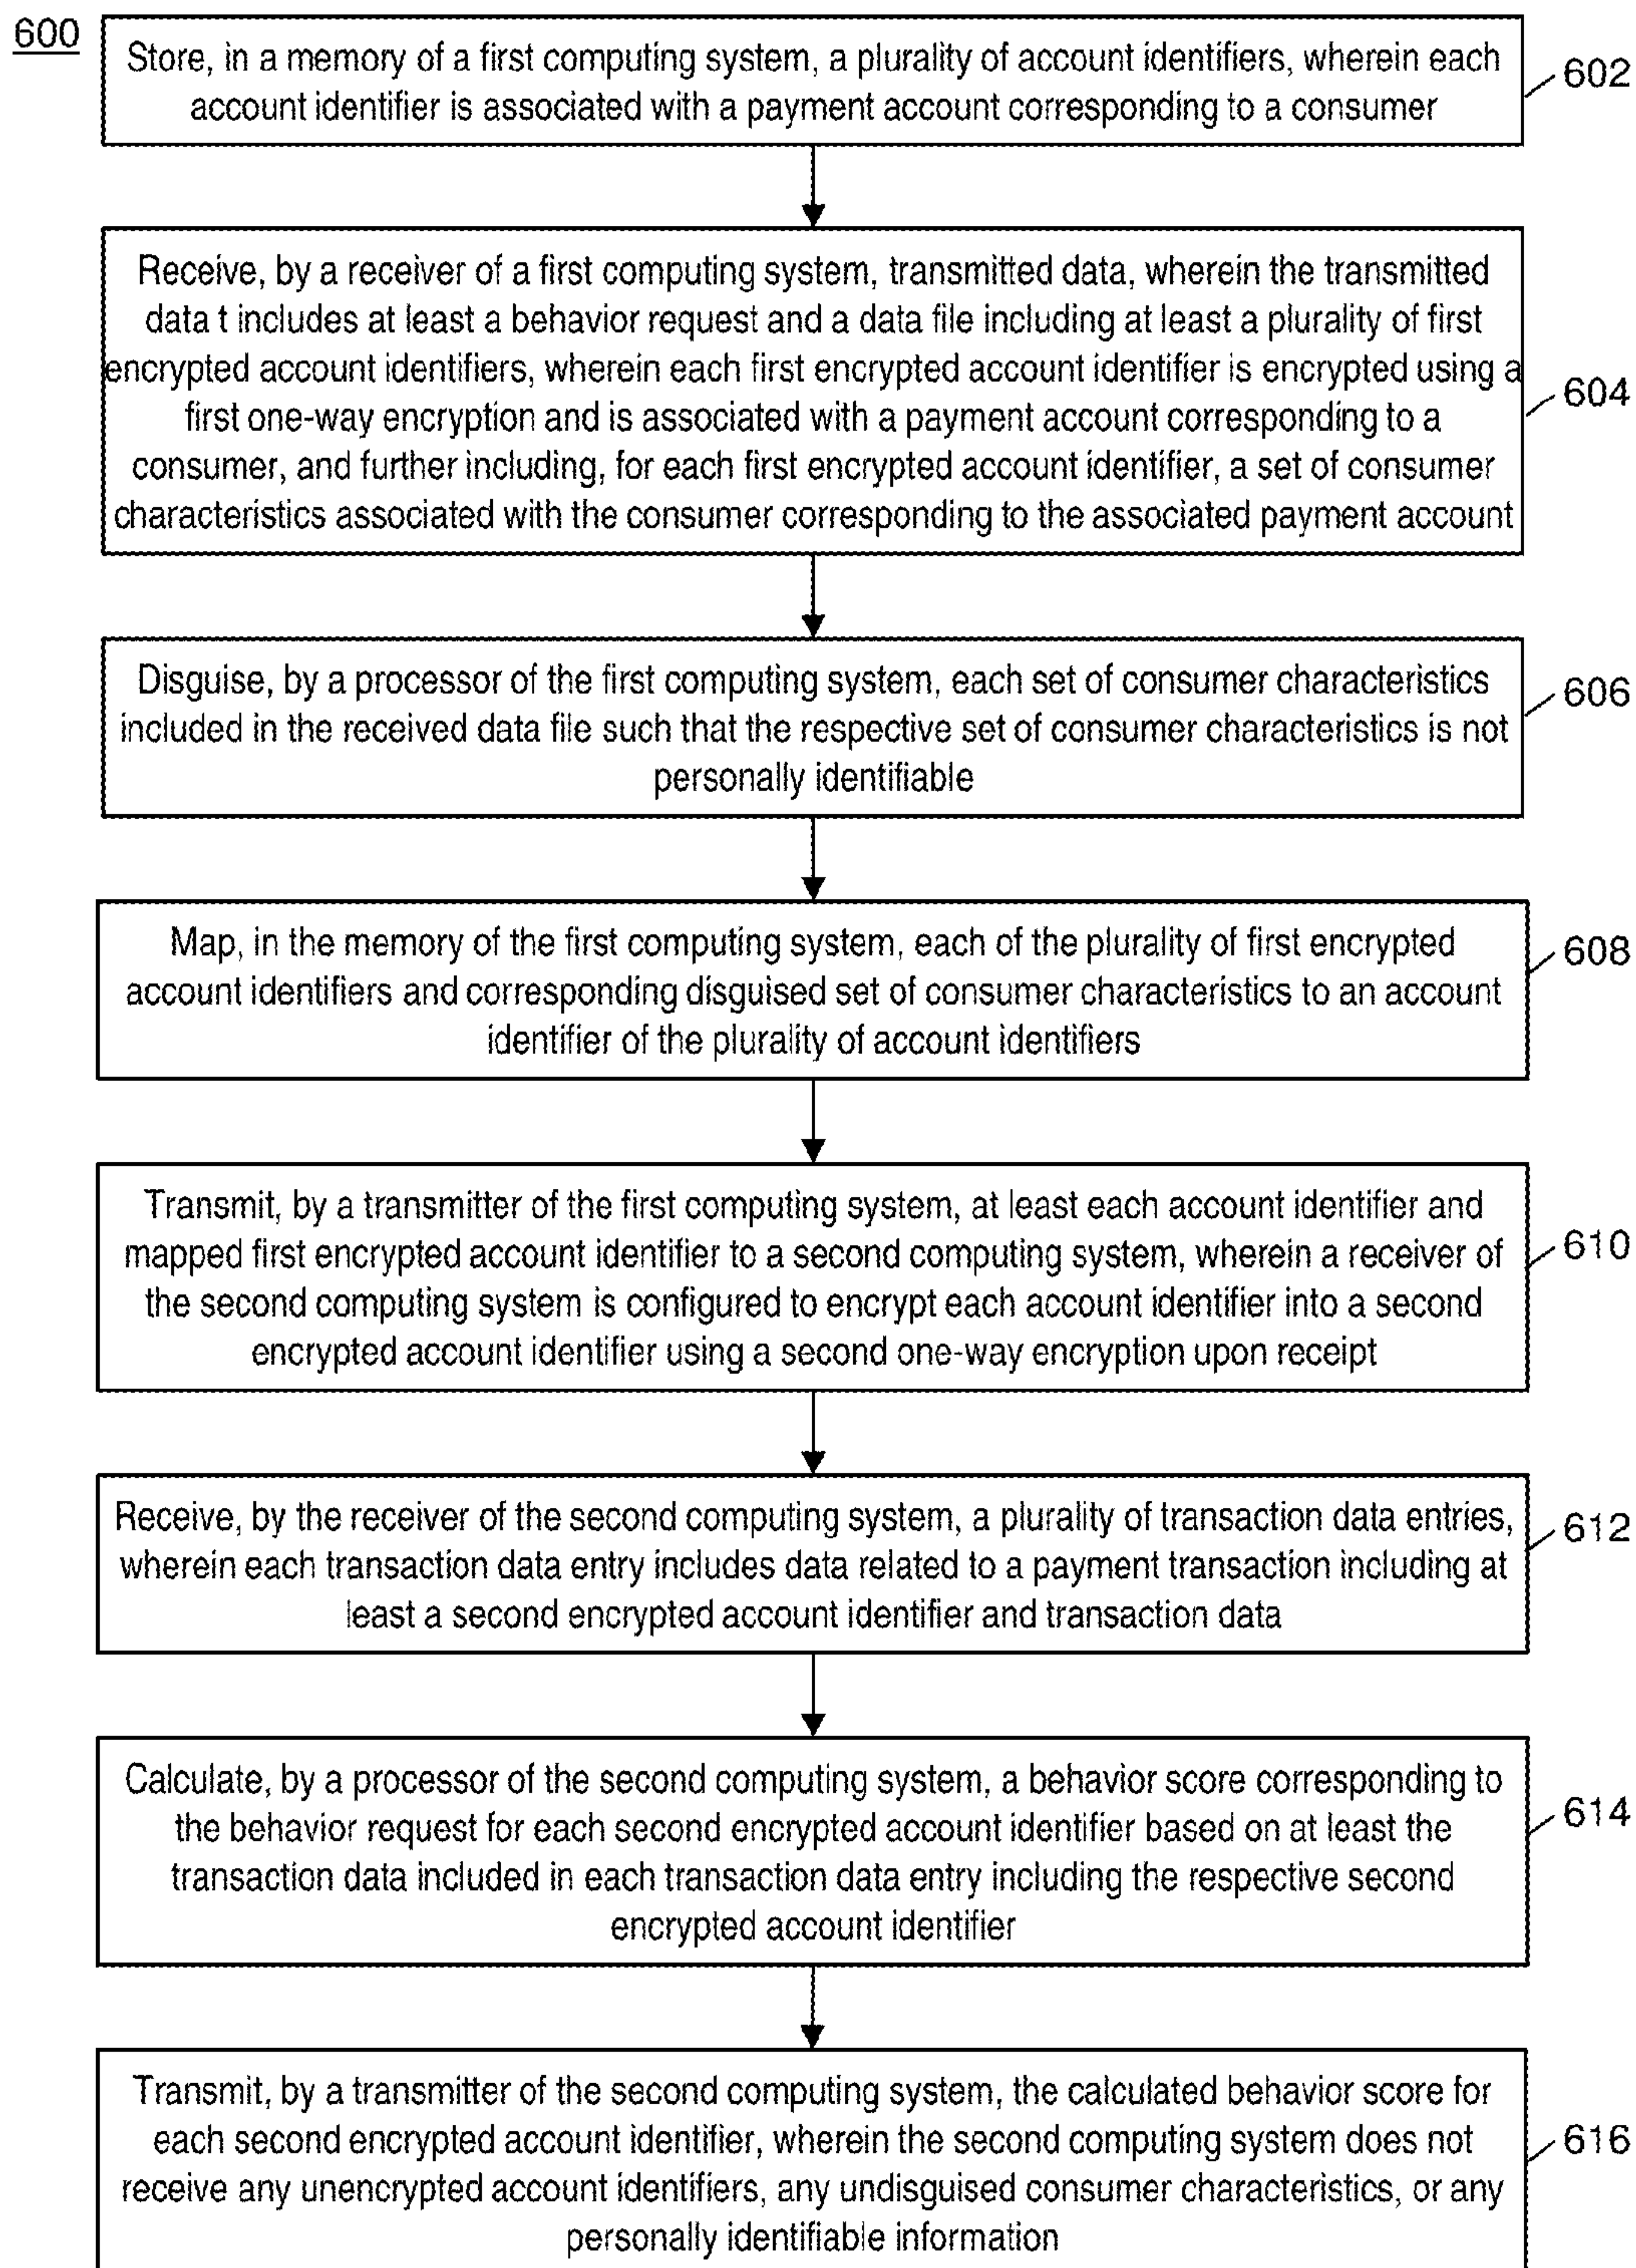 600
Store, in a memory of a first computing system, a plurality of account identifiers, wherein each
account identifier is associated with a payment account corresponding to a consumer
602
Receive, by a receiver of a first computing system, transmitted data, wherein the transmitted
data t includes at least a behavior request and a data file including at least a plurality of first
encrypted account identifiers, wherein each first encrypted account identifier is encrypted using a
first one-way encryption and is associated with a payment account corresponding to a
consumer, and further including, for each first encrypted account identifier, a set of consumer
characteristics associated with the consumer corresponding to the associated payment account
604
Disguise, by a processor of the first computing system, each set of consumer characteristics
included in the received data file such that the respective set of consumer characteristics is not
personally identifiable
606
Map, in the memory of the first computing system, each of the plurality of first encrypted
account identifiers and corresponding disguised set of consumer characteristics to an account
identifier of the plurality of account identifiers
608
Transmit, by a transmitter of the first computing system, at least each account identifier and
mapped first encrypted account identifier to a second computing system, wherein a receiver of
the second computing system is configured to encrypt each account identifier into a second
encrypted account identifier using a second one-way encryption upon receipt
610
Receive, by the receiver of the second computing system, a plurality of transaction data entries,
wherein each transaction data entry includes data related to a payment transaction including at
least a second encrypted account identifier and transaction data
612
Calculate, by a processor of the second computing system, a behavior score corresponding to
the behavior request for each second encrypted account identifier based on at least the
transaction data included in each transaction data entry including the respective second
encrypted account identifier
614
Transmit, by a transmitter of the second computing system, the calculated behavior score for
each second encrypted account identifier, wherein the second computing system does not
receive any unencrypted account identifiers, any undisguised consumer characteristics, or any
personally identifiable information
616